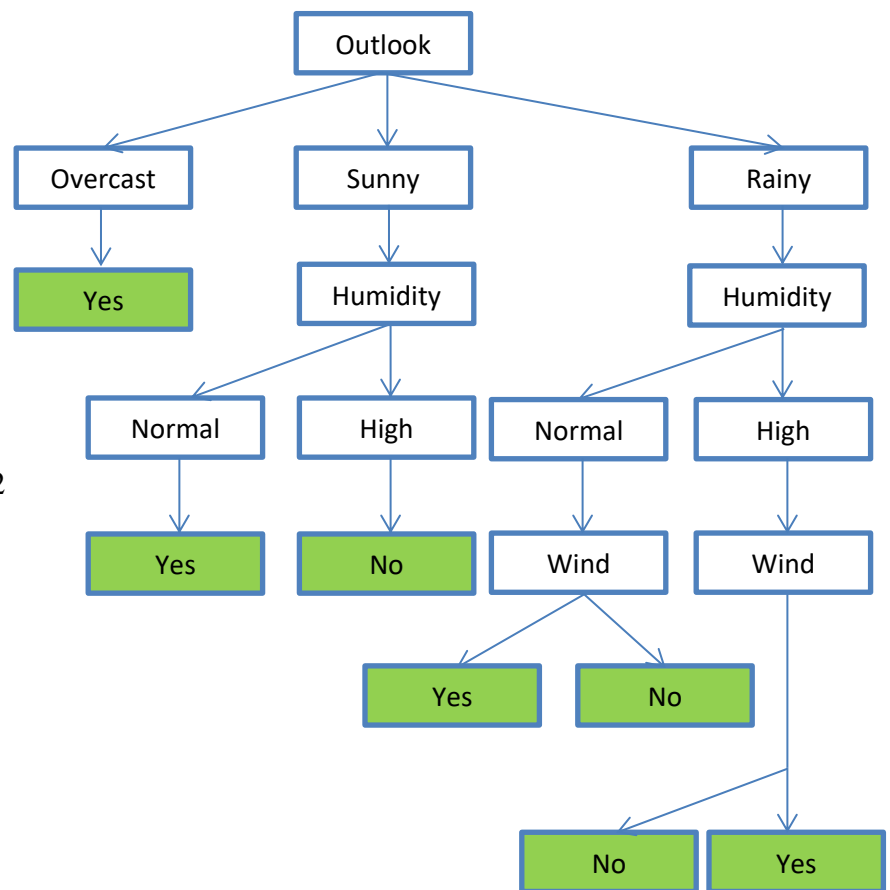 Outlook
Overcast
Sunny
Rainy
Yes
Humidity
Humidity
Normal
High
Normal
High
2
Yes
No
Wind
Wind
Yes
No
No
Yes